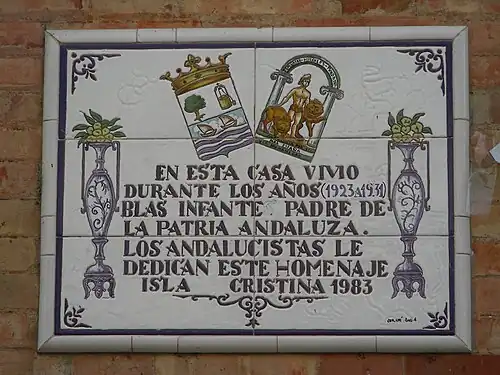 EN ESTA CASA VIVIO
DURANTE LOS AÑOS (1923 A 1931)
BLAS INFANTE PADRE DE
LA PATRIA ANDALUZA.
LOS ANDALUCISTAS LE
DEDICAN ESTE HOMENAJE
ISLA CRISTINA 1983